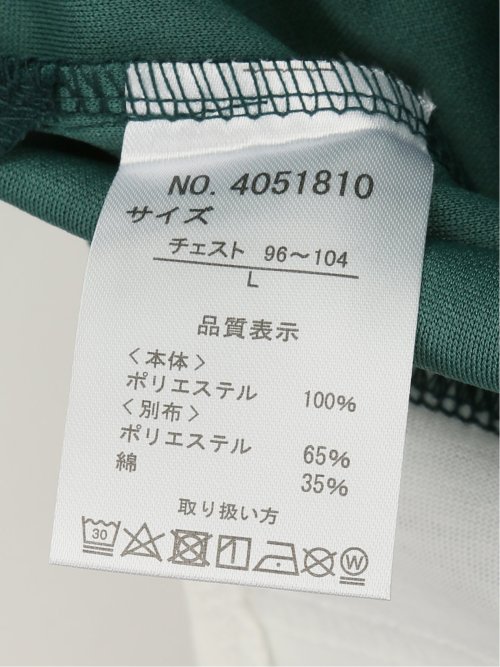 NO. 4051810
サイズ
チェスト 96～104
L
品質表示
〈本体〉
ポリエステル 100%
〈別布〉
ポリエステル 65%
綿 35%
取り扱い方
30
W